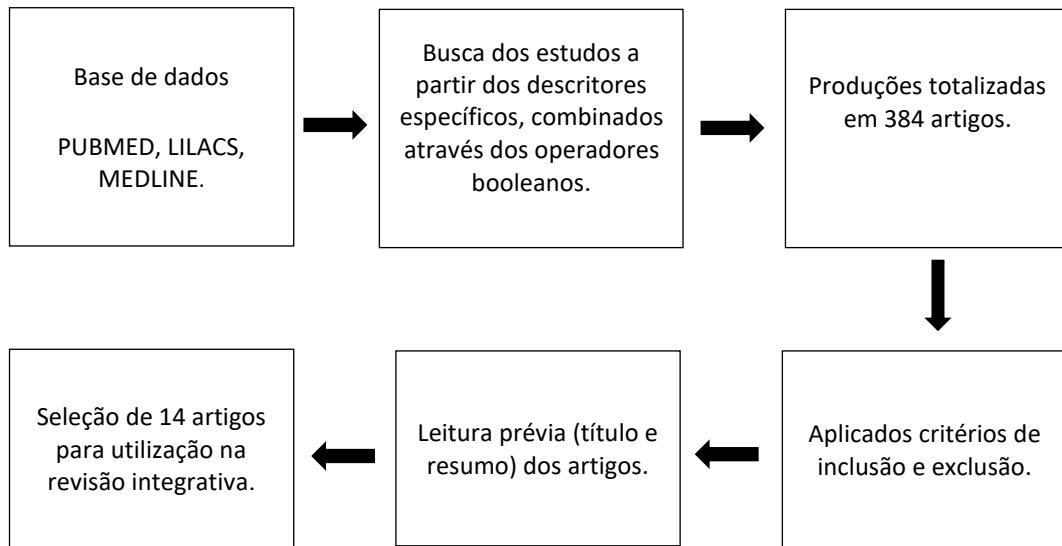 Base de dados
PUBMED, LILACS,
MEDLINE.
Busca dos estudos a
partir dos descritores
específicos, combinados
através dos operadores
booleanos.
Produções totalizadas
em 384 artigos.
Aplicados critérios de
inclusão e exclusão.
Leitura prévia (título e
resumo) dos artigos.
Seleção de 14 artigos
para utilização na
revisão integrativa.